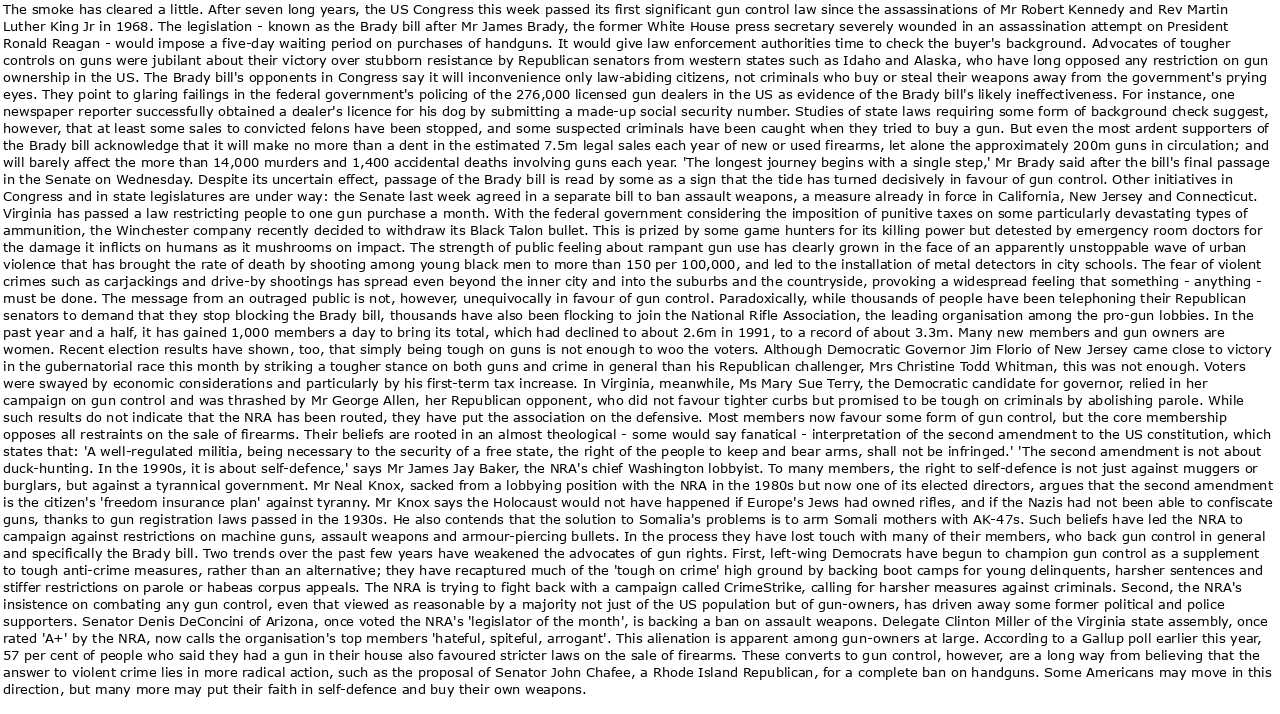 The smoke has cleared a little. After seven long years, the US Congress this week passed its first significant gun control law since the assassinations of Mr Robert Kennedy and Rev Martin
Luther King Jr in 1968. The legislation - known as the Brady bill after Mr James Brady, the former White House press secretary severely wounded in an assassination attempt on President
Ronald Reagan - would impose a five-day waiting period on purchases of handguns. It would give law enforcement authorities time to check the buyer's background. Advocates of tougher
controls on guns were jubilant about their victory over stubborn resistance by Republican senators from western states such as Idaho and Alaska, who have long opposed any restriction on gun
ownership in the US. The Brady bill's opponents in Congress say it will inconvenience only law-abiding citizens, not criminals who buy or steal their weapons away from the government's prying
eyes. They point to glaring failings in the federal government's policing of the 276,000 licensed gun dealers in the US as evidence of the Brady bill's likely ineffectiveness. For instance, one
newspaper reporter successfully obtained a dealer's licence for his dog by submitting a made-up social security number. Studies of state laws requiring some form of background check suggest,
however, that at least some sales to convicted felons have been stopped, and some suspected criminals have been caught when they tried to buy a gun. But even the most ardent supporters of
the Brady bill acknowledge that it will make no more than a dent in the estimated 7.5m legal sales each year of new or used firearms, let alone the approximately 200m guns in circulation; and
will barely affect the more than 14,000 murders and 1,400 accidental deaths involving guns each year. 'The longest journey begins with a single step,' Mr Brady said after the bill's final passage
in the Senate on Wednesday. Despite its uncertain effect, passage of the Brady bill is read by some as a sign that the tide has turned decisively in favour of gun control. Other initiatives in
Congress and in state legislatures are under way: the Senate last week agreed in a separate bill to ban assault weapons, a measure already in force in California, New Jersey and Connecticut.
Virginia has passed a law restricting people to one gun purchase a month. With the federal government considering the imposition of punitive taxes on some particularly devastating types of
ammunition, the Winchester company recently decided to withdraw its Black Talon bullet. This is prized by some game hunters for its killing power but detested by emergency room doctors for
the damage it inflicts on humans as it mushrooms on impact. The strength of public feeling about rampant gun use has clearly grown in the face of an apparently unstoppable wave of urban
violence that has brought the rate of death by shooting among young black men to more than 150 per 100,000, and led to the installation of metal detectors in city schools. The fear of violent
crimes such as carjackings and drive-by shootings has spread even beyond the inner city and into the suburbs and the countryside, provoking a widespread feeling that something - anything -
must be done. The message from an outraged public is not, however, unequivocally in favour of gun control. Paradoxically, while thousands of people have been telephoning their Republican
senators to demand that they stop blocking the Brady bill, thousands have also been flocking to join the National Rifle Association, the leading organisation among the pro-gun lobbies. In the
past year and a half, it has gained 1,000 members a day to bring its total, which had declined to about 2.6m in 1991, to a record of about 3.3m. Many new members and gun owners are
women. Recent election results have shown, too, that simply being tough on guns is not enough to woo the voters. Although Democratic Governor Jim Florio of New Jersey came close to victory
in the gubernatorial race this month by striking a tougher stance on both guns and crime in general than his Republican challenger, Mrs Christine Todd Whitman, this was not enough. Voters
were swayed by economic considerations and particularly by his first-term tax increase. In Virginia, meanwhile, Ms Mary Sue Terry, the Democratic candidate for governor, relied in her
campaign on gun control and was thrashed by Mr George Allen, her Republican opponent, who did not favour tighter curbs but promised to be tough on criminals by abolishing parole. While
such results do not indicate that the NRA has been routed, they have put the association on the defensive. Most members now favour some form of gun control, but the core membership
opposes all restraints on the sale of firearms. Their beliefs are rooted in an almost theological - some would say fanatical - interpretation of the second amendment to the US constitution, which
states that: 'A well-regulated militia, being necessary to the security of a free state, the right of the people to keep and bear arms, shall not be infringed.' 'The second amendment is not about
duck-hunting. In the 1990s, it is about self-defence,' says Mr James Jay Baker, the NRA's chief Washington lobbyist. To many members, the right to self-defence is not just against muggers or
burglars, but against a tyrannical government. Mr Neal Knox, sacked from a lobbying position with the NRA in the 1980s but now one of its elected directors, argues that the second amendment
is the citizen's 'freedom insurance plan' against tyranny. Mr Knox says the Holocaust would not have happened if Europe's Jews had owned rifles, and if the Nazis had not been able to confiscate
guns, thanks to gun registration laws passed in the 1930s. He also contends that the solution to Somalia's problems is to arm Somali mothers with AK-47s. Such beliefs have led the NRA to
campaign against restrictions on machine guns, assault weapons and armour-piercing bullets. In the process they have lost touch with many of their members, who back gun control in general
and specifically the Brady bill. Two trends over the past few years have weakened the advocates of gun rights. First, left-wing Democrats have begun to champion gun control as a supplement
to tough anti-crime measures, rather than an alternative; they have recaptured much of the 'tough on crime' high ground by backing boot camps for young delinquents, harsher sentences and
stiffer restrictions on parole or habeas corpus appeals. The NRA is trying to fight back with a campaign called CrimeStrike, calling for harsher measures against criminals. Second, the NRA's
insistence on combating any gun control, even that viewed as reasonable by a majority not just of the US population but of gun-owners, has driven away some former political and police
supporters. Senator Denis DeConcini of Arizona, once voted the NRA's 'legislator of the month', is backing a ban on assault weapons. Delegate Clinton Miller of the Virginia state assembly, once
rated 'A+' by the NRA, now calls the organisation's top members 'hateful, spiteful, arrogant'. This alienation is apparent among gun-owners at large. According to a Gallup poll earlier this year,
57 per cent of people who said they had a gun in their house also favoured stricter laws on the sale of firearms. These converts to gun control, however, are a long way from believing that the
answer to violent crime lies in more radical action, such as the proposal of Senator John Chafee, a Rhode Island Republican, for a complete ban on handguns. Some Americans may move in this
direction, but many more may put their faith in self-defence and buy their own weapons.